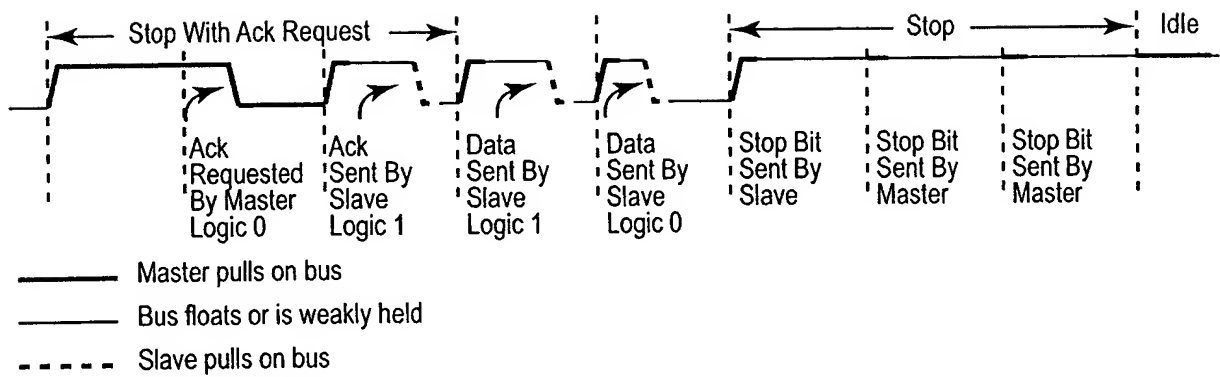 Stop With Ack Request
Stop
Idle
Ack
Requested
By Master
Logic 0
Ack
Sent By
Slave
Logic 1
Data
Sent By
Slave
Logic 1
Data
Sent By
Slave
Logic 0
Stop Bit
Sent By
Slave
Stop Bit
Sent By
Master
Stop Bit
Sent By
Master
Master pulls on bus
Bus floats or is weakly held
Slave pulls on bus